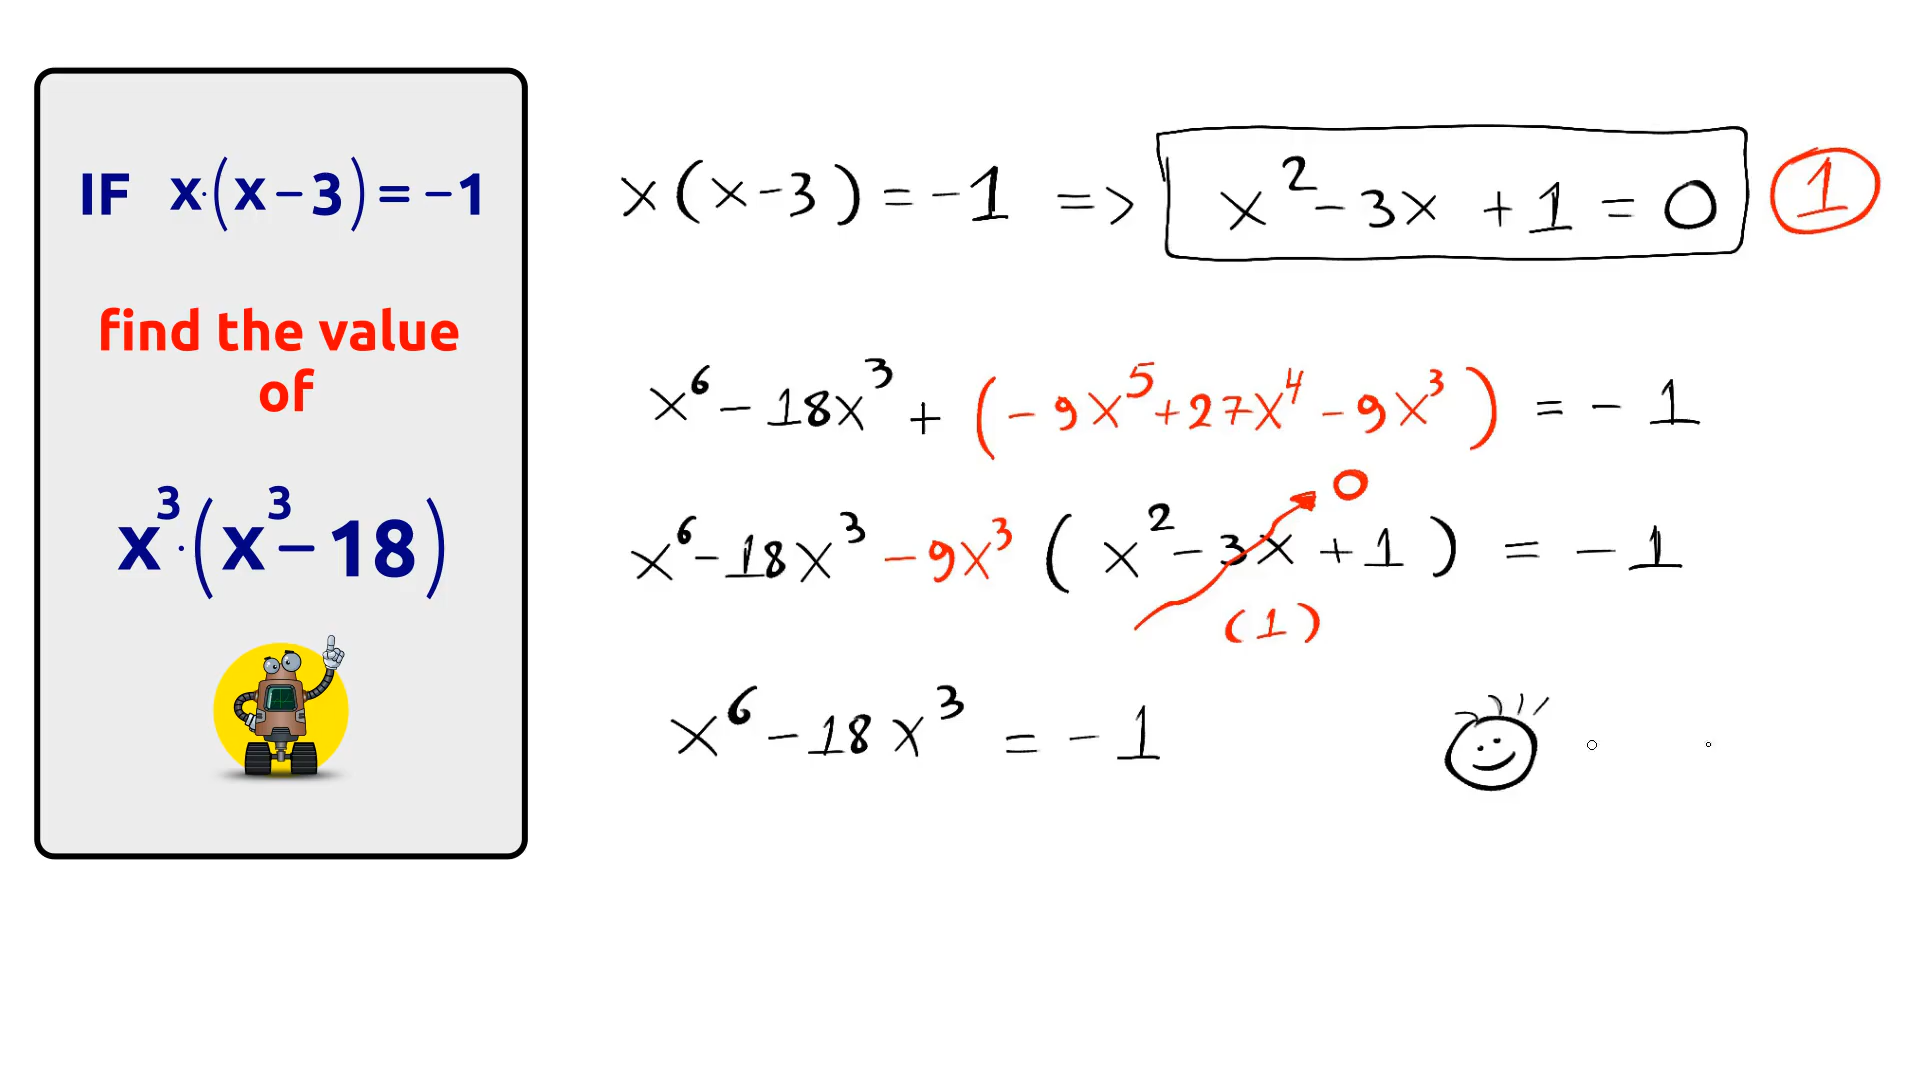 IF x·(x−3)=−1
find the value
of
x³·(x³−18)
x(x-3)=-1 => x²-3x+1=0 1
x⁶-18x³+(-9x⁵+27x⁴-9x³)=-1
0
x⁶-18x³-9x³(x²-3x+1)=-1
(1)
x⁶-18x³=-1